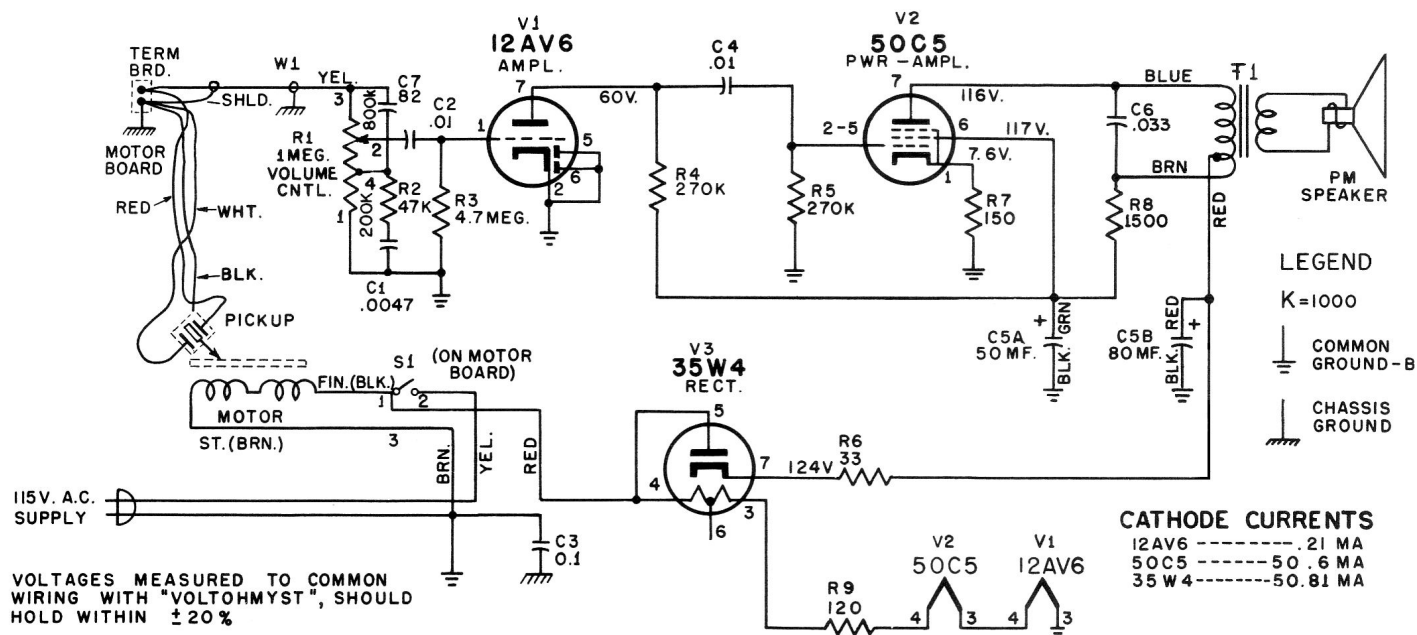 TERM
BRD.
W1
YEL.
3
SHLD.
MOTOR
BOARD
RED
WHT.
BLK.
PICKUP
C7
82
800K
R1
1MEG.
VOLUME
CNTL.
2
4
1
200K
R2
47K
C1
.0047
C2
.01
R3
4.7MEG.
V1
12AV6
AMPL.
7
1
5
6
2
60V.
C4
.01
R4
270K
R5
270K
V2
50C5
PWR-AMPL.
7
2-5
6
1
116V.
117V.
7.6V.
R7
150
BLUE
C6
.033
BRN
R8
1500
T1
RED
PM
SPEAKER
LEGEND
K=1000
COMMON
GROUND-B
CHASSIS
GROUND
+
C5A
50MF.
GRN
BLK.
C5B
80MF.
+
RED
BLK.
FIN.(BLK.)
S1
(ON MOTOR
BOARD)
1
2
3
MOTOR
ST.(BRN.)
BRN.
YEL.
RED
115V. A.C.
SUPPLY
C3
0.1
V3
35W4
RECT.
5
7
4
3
6
124V
R6
33
R9
120
V2
50C5
4
3
V1
12AV6
4
3
CATHODE CURRENTS
12AV6 ---------.21 MA
50C5 ------50.6 MA
35W4-------50.81 MA
VOLTAGES MEASURED TO COMMON
WIRING WITH "VOLTOHMYST", SHOULD
HOLD WITHIN ±20%